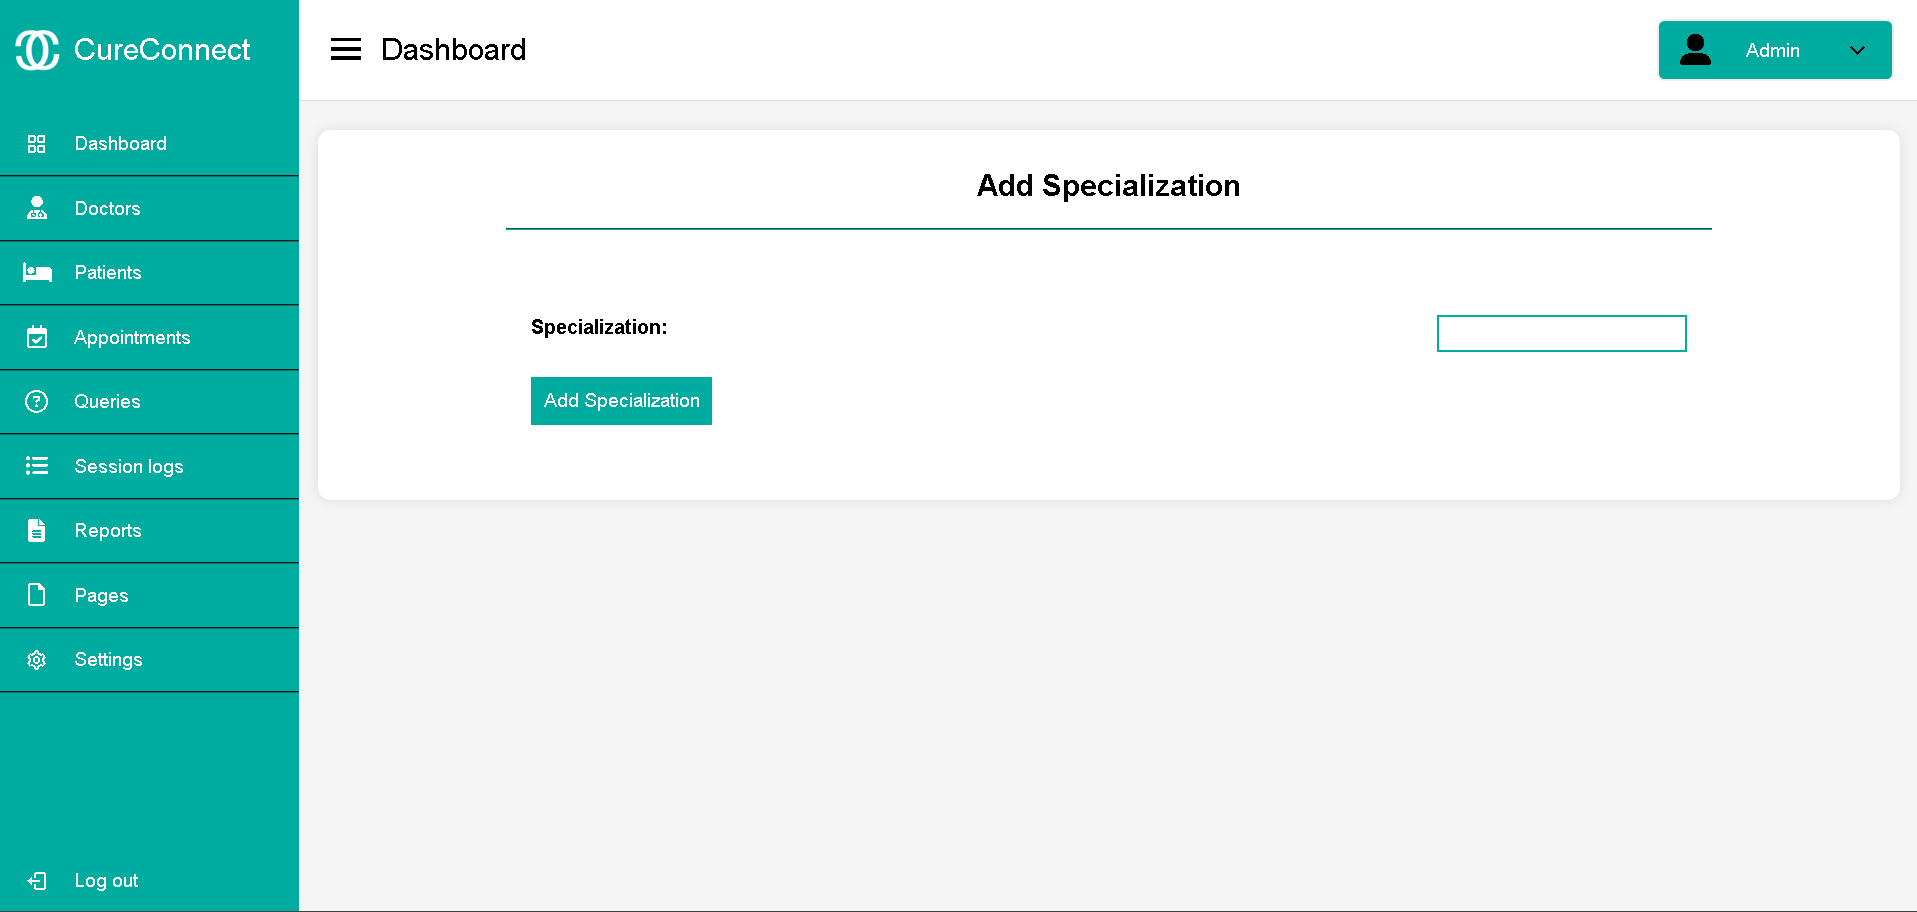 CureConnect
Dashboard
Admin
Dashboard
Doctors
Patients
Appointments
Queries
Session logs
Reports
Pages
Settings
Log out
Add Specialization
Specialization:
Add Specialization